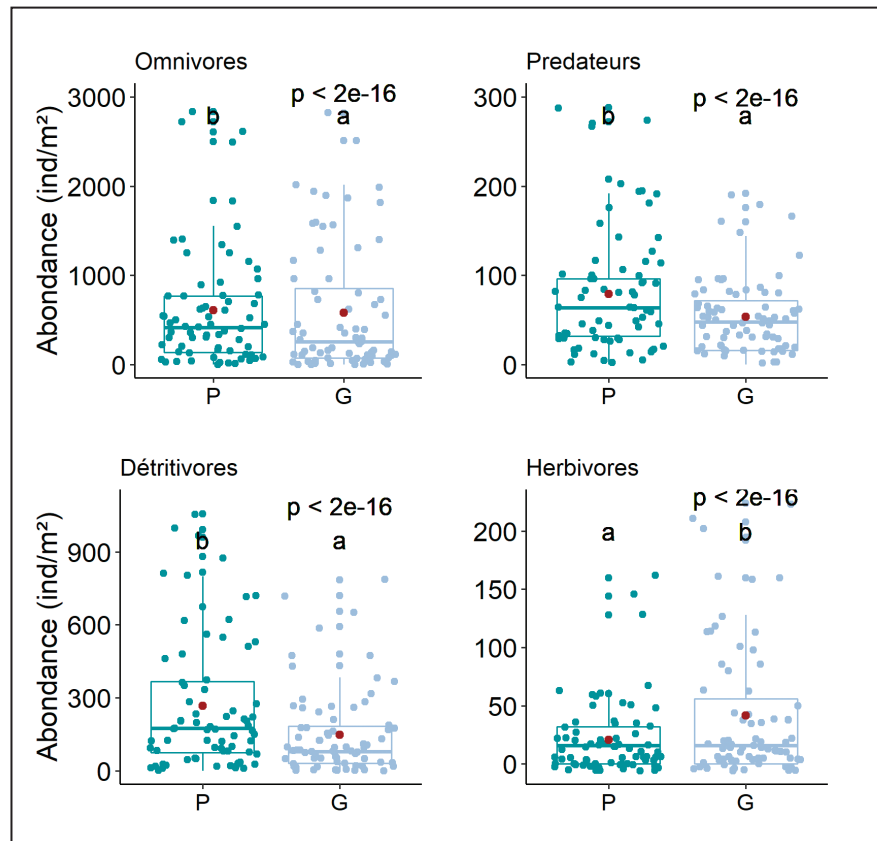 Omnivores
p < 2e-16
b a
Abondance (ind/m²)
3000
2000
1000
0
P G
Predateurs
p < 2e-16
b a
300
200
100
0
P G
Détritivores
p < 2e-16
b a
Abondance (ind/m²)
900
600
300
0
P G
Herbivores
p < 2e-16
a b
200
150
100
50
0
P G